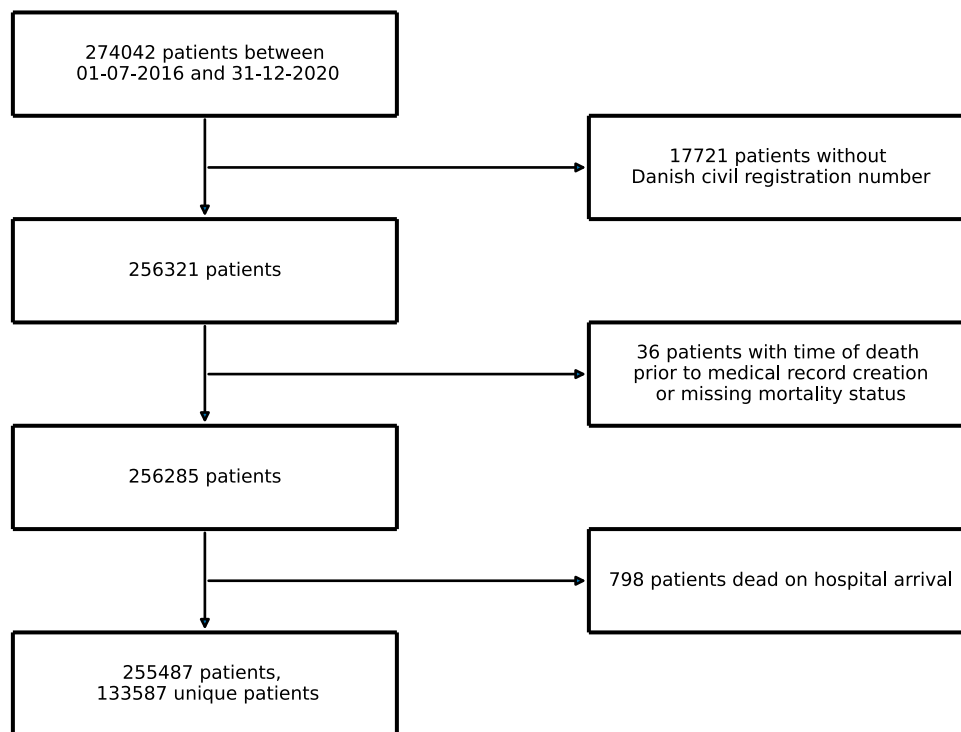 274042 patients between
01-07-2016 and 31-12-2020
17721 patients without
Danish civil registration number
256321 patients
36 patients with time of death
prior to medical record creation
or missing mortality status
256285 patients
798 patients dead on hospital arrival
255487 patients,
133587 unique patients